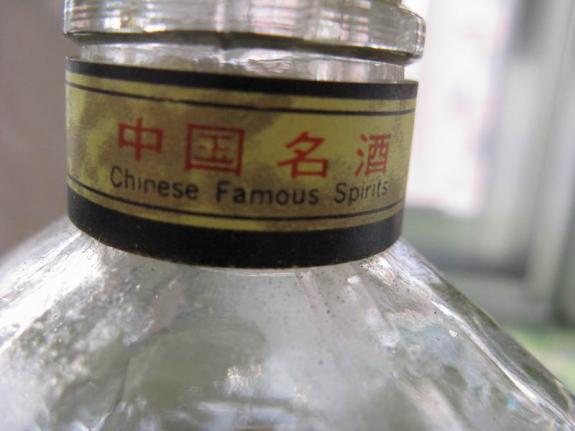 中国名酒
Chinese Famous Spirits